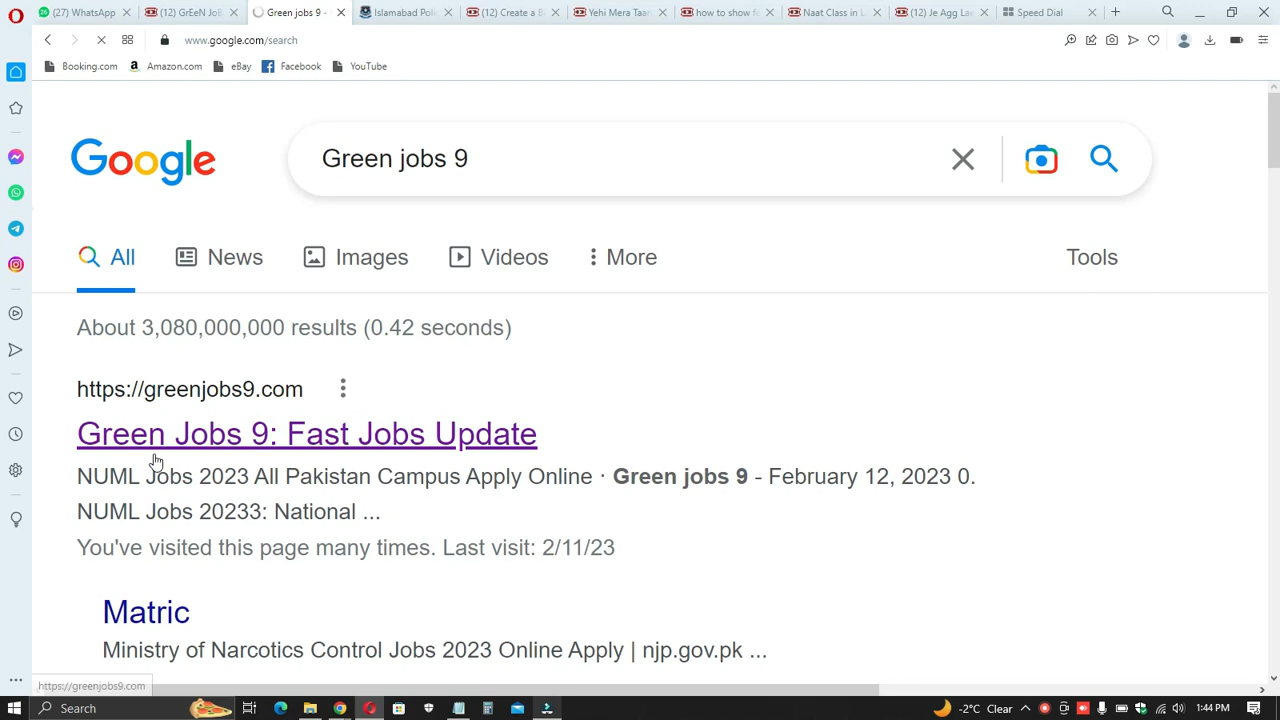 (27) WhatsApp
(12) GrEeN Jol
Green jobs 9 -
Islamabad Poli
(12) Create a B
Yehi Mera Taar
how to show fe
Naat Class in L
(12) Je Agg La
Speed Dial
www.google.com/search
Booking.com
Amazon.com
eBay
Facebook
YouTube
Google
Green jobs 9
All
News
Images
Videos
More
Tools
About 3,080,000,000 results (0.42 seconds)
https://greenjobs9.com
Green Jobs 9: Fast Jobs Update
NUML Jobs 2023 All Pakistan Campus Apply Online · Green jobs 9 - February 12, 2023 0.
NUML Jobs 20233: National ...
You've visited this page many times. Last visit: 2/11/23
Matric
Ministry of Narcotics Control Jobs 2023 Online Apply | njp.gov.pk ...
https://greenjobs9.com
Search
-2°C Clear
1:44 PM